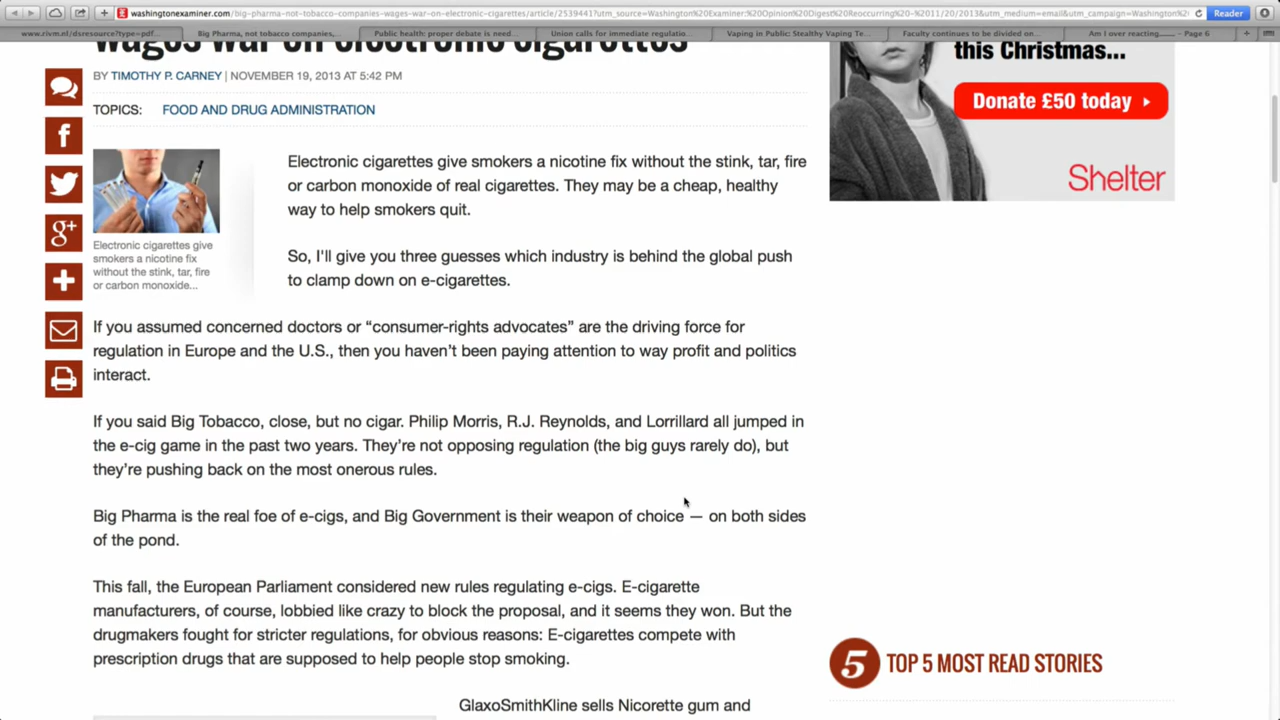 washingtonexaminer.com/big-pharma-not-tobacco-companies-wages-war-on-electronic-cigarettes/article/2539441?utm_source=Washington%20Examiner:%20Opinion%20Digest%20Reoccurring%20-%2011/20/2013&utm_medium=email&utm_campaign=Washington%
Reader
www.rivm.nl/dsresource?type=pdf...
Big Pharma, not tobacco companies,...
Public health: proper debate is need...
Union calls for immediate regulatio...
Vaping in Public: Stealthy Vaping Te...
Faculty continues to be divided on...
Am I over reacting...... – Page 6
wages war on electronic cigarettes
BY TIMOTHY P. CARNEY | NOVEMBER 19, 2013 AT 5:42 PM
TOPICS: FOOD AND DRUG ADMINISTRATION
Electronic cigarettes give
smokers a nicotine fix
without the stink, tar, fire
or carbon monoxide...
Electronic cigarettes give smokers a nicotine fix without the stink, tar, fire
or carbon monoxide of real cigarettes. They may be a cheap, healthy
way to help smokers quit.
So, I'll give you three guesses which industry is behind the global push
to clamp down on e-cigarettes.
If you assumed concerned doctors or “consumer-rights advocates” are the driving force for
regulation in Europe and the U.S., then you haven’t been paying attention to way profit and politics
interact.
If you said Big Tobacco, close, but no cigar. Philip Morris, R.J. Reynolds, and Lorrillard all jumped in
the e-cig game in the past two years. They’re not opposing regulation (the big guys rarely do), but
they’re pushing back on the most onerous rules.
Big Pharma is the real foe of e-cigs, and Big Government is their weapon of choice — on both sides
of the pond.
This fall, the European Parliament considered new rules regulating e-cigs. E-cigarette
manufacturers, of course, lobbied like crazy to block the proposal, and it seems they won. But the
drugmakers fought for stricter regulations, for obvious reasons: E-cigarettes compete with
prescription drugs that are supposed to help people stop smoking.
GlaxoSmithKline sells Nicorette gum and
this Christmas...
Donate £50 today
Shelter
5 TOP 5 MOST READ STORIES